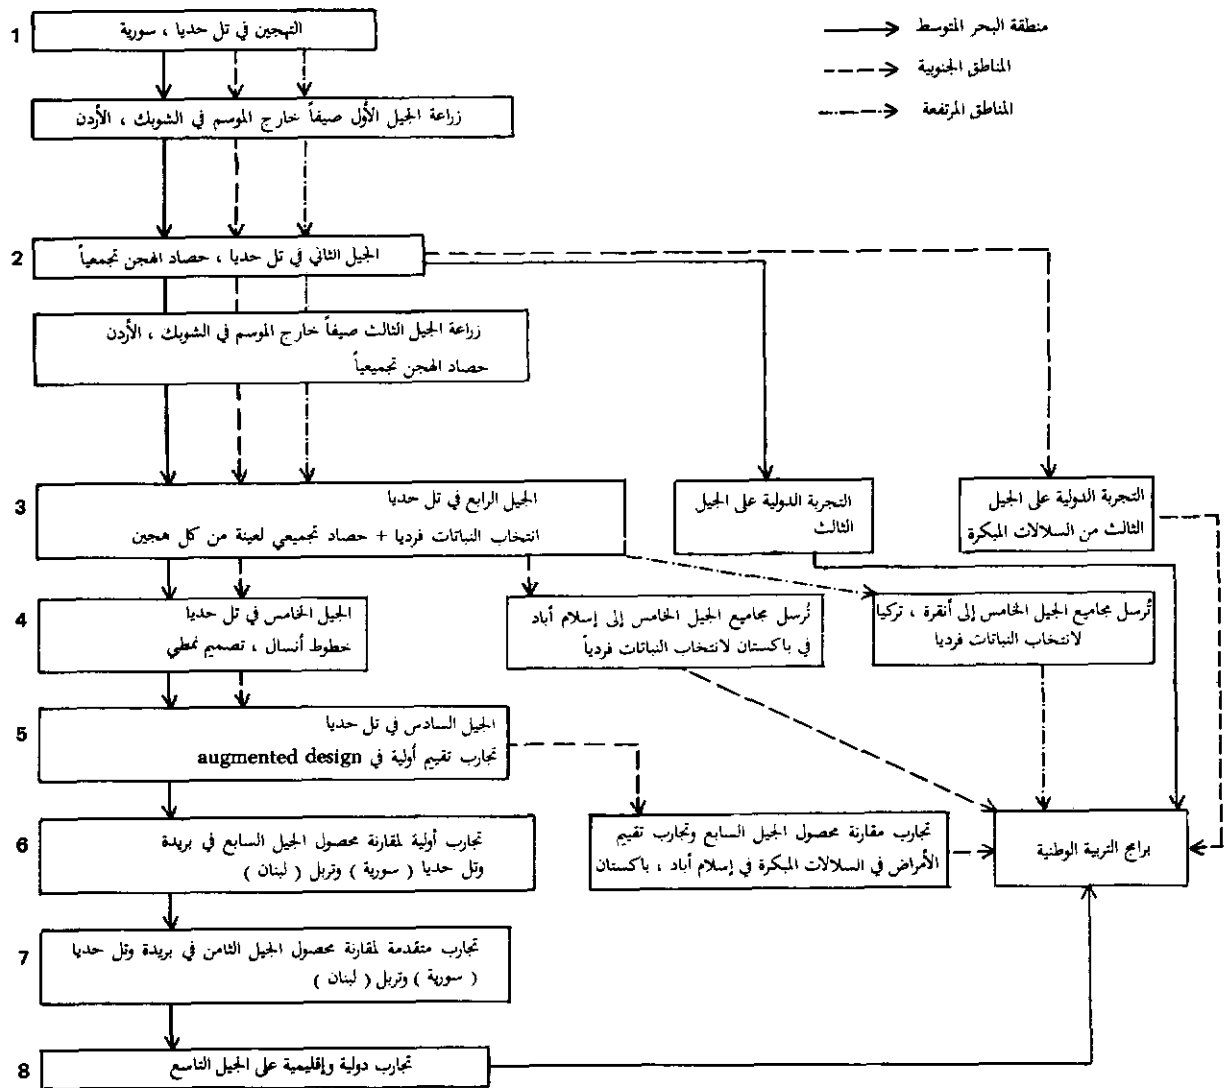 1
التهجين في تل حديا ، سورية
منطقة البحر المتوسط
المناطق الجنوبية
المناطق المرتفعة
زراعة الجيل الأول صيفاً خارج الموسم في الشوبك ، الأردن
2
الجيل الثاني في تل حديا ، حصاد الهجن تجمعياً
زراعة الجيل الثالث صيفاً خارج الموسم في الشوبك ، الأردن
حصاد الهجن تجميعياً
3
الجيل الرابع في تل حديا
انتخاب النباتات فرديا + حصاد تجميعي لعينة من كل هجين
التجربة الدولية على الجيل
الثالث
التجربة الدولية على الجيل
الثالث من السلالات المبكرة
4
الجيل الخامس في تل حديا
خطوط أنسال ، تصميم نمطي
تُرسل مجاميع الجيل الخامس إلى إسلام أباد
في باكستان لانتخاب النباتات فردياً
تُرسل مجاميع الجيل الخامس إلى أنقرة ، تركيا
لانتخاب النباتات فرديا
5
الجيل السادس في تل حديا
تجارب تقييم أولية في augmented design
6
تجارب أولية لمقارنة محصول الجيل السابع في بريدة
وتل حديا ( سورية ) وتربل ( لبنان )
تجارب مقارنة محصول الجيل السابع وتجارب تقييم
الأمراض في السلالات المبكرة في إسلام أباد ، باكستان
برامج التربية الوطنية
7
تجارب متقدمة لمقارنة محصول الجيل الثامن في بريدة وتل حديا
( سورية ) وتربل ( لبنان )
8
تجارب دولية وإقليمية على الجيل التاسع